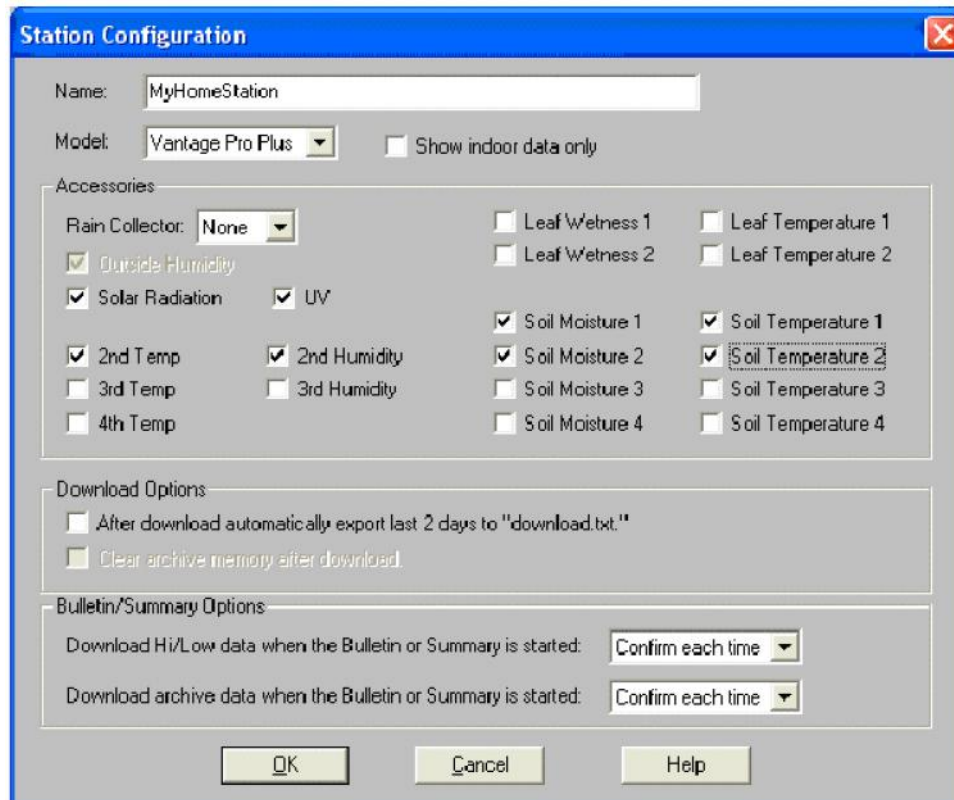 Station Configuration
Name: MyHomeStation
Model: Vantage Pro Plus Show indoor data only
Accessories
Rain Collector: None Leaf Wetness 1 Leaf Temperature 1
Outside Humidity Leaf Wetness 2 Leaf Temperature 2
Solar Radiation UV
Soil Moisture 1 Soil Temperature 1
2nd Temp 2nd Humidity Soil Moisture 2 Soil Temperature 2
3rd Temp 3rd Humidity Soil Moisture 3 Soil Temperature 3
4th Temp Soil Moisture 4 Soil Temperature 4
Download Options
After download automatically export last 2 days to "download.txt."
Clear archive memory after download.
Bulletin/Summary Options
Download Hi/Low data when the Bulletin or Summary is started: Confirm each time
Download archive data when the Bulletin or Summary is started: Confirm each time
OK Cancel Help